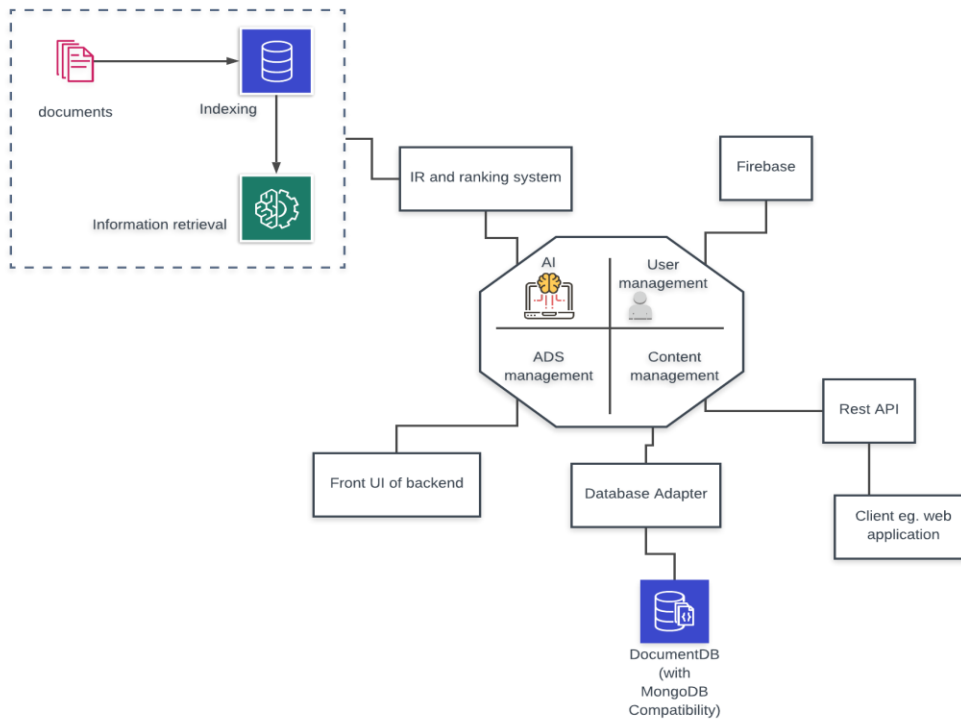 documents
Indexing
Information retrieval
IR and ranking system
Firebase
AI
User
management
ADS
management
Content
management
Rest API
Front UI of backend
Database Adapter
Client eg. web
application
DocumentDB
(with
MongoDB
Compatibility)